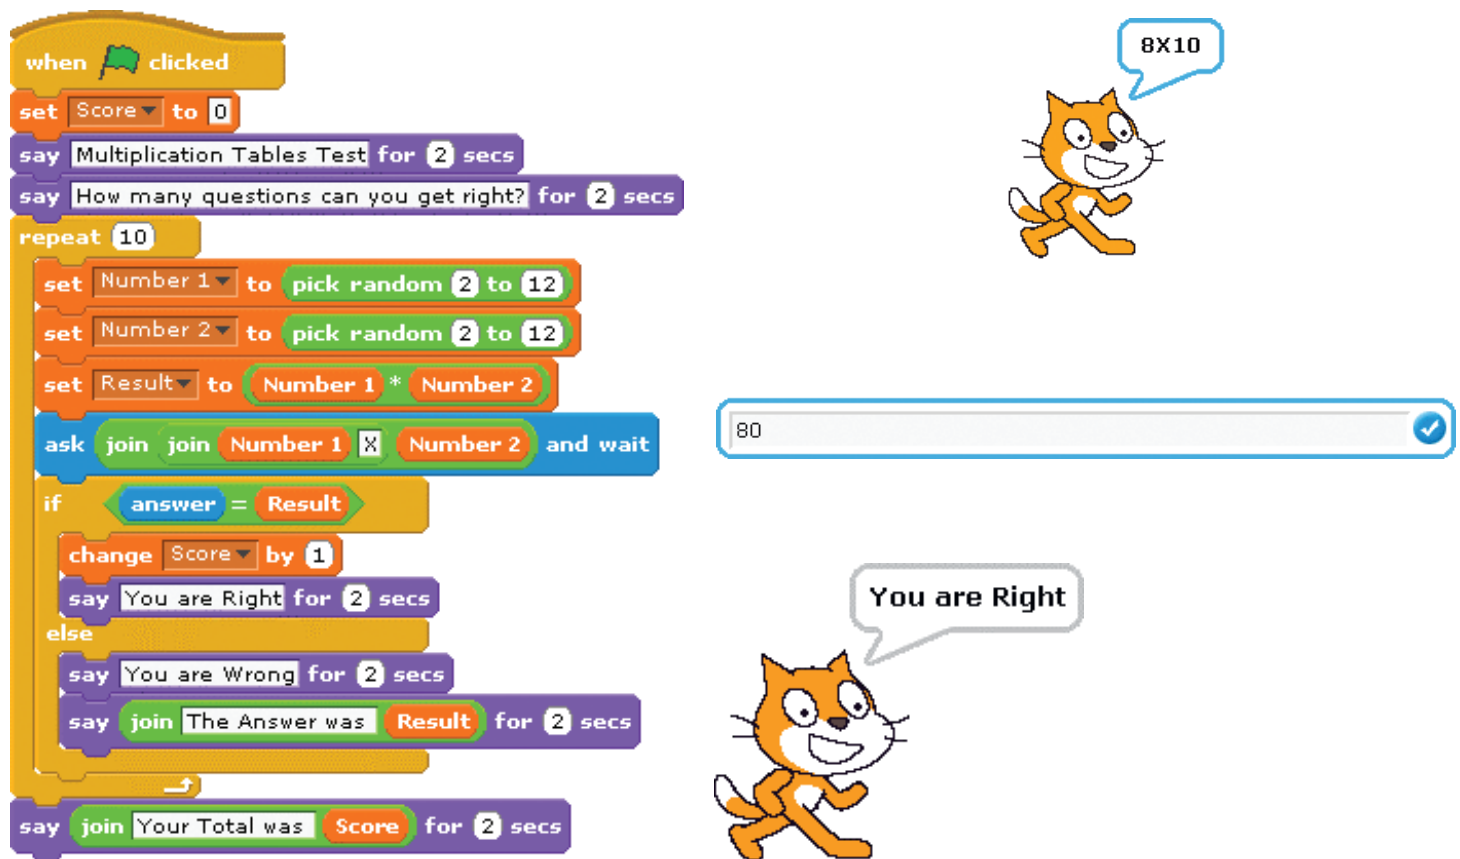 when clicked
set Score to 0
say Multiplication Tables Test for 2 secs
say How many questions can you get right? for 2 secs
repeat 10
set Number 1 to pick random 2 to 12
set Number 2 to pick random 2 to 12
set Result to Number 1 * Number 2
ask join join Number 1 X Number 2 and wait
if answer = Result
change Score by 1
say You are Right for 2 secs
else
say You are Wrong for 2 secs
say join The Answer was Result for 2 secs
say join Your Total was Score for 2 secs
8X10
80
You are Right